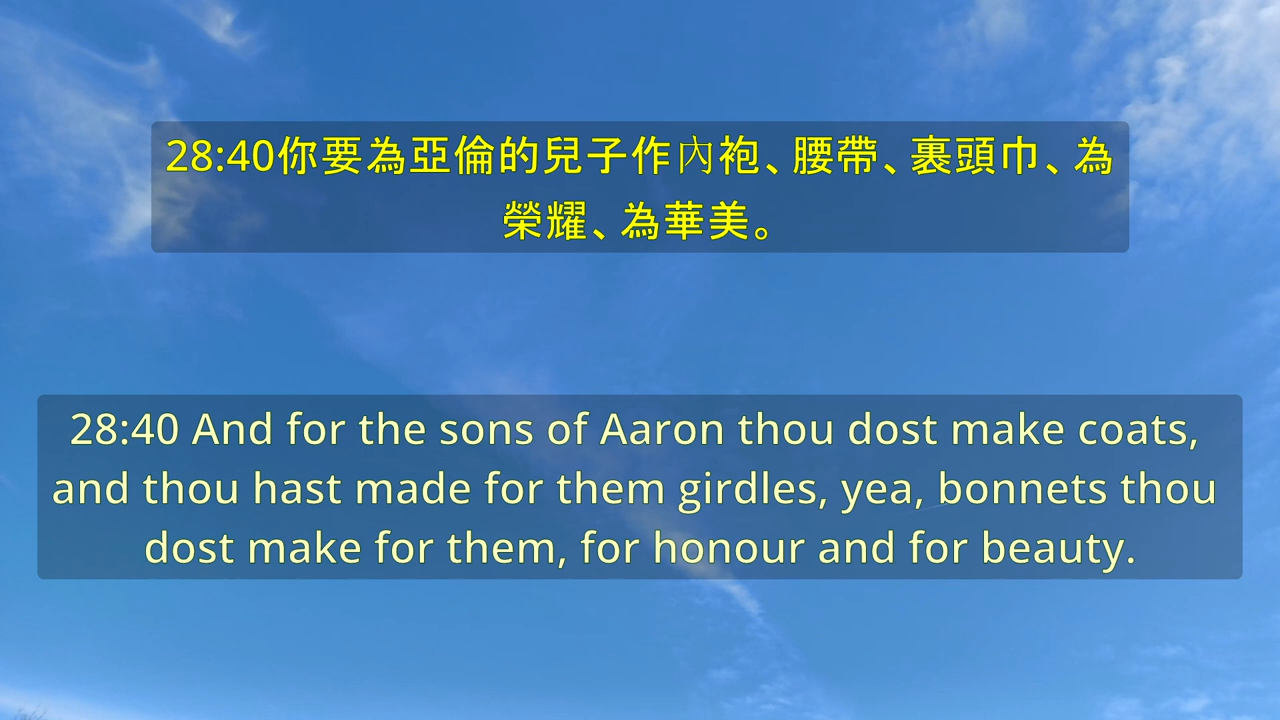 28:40你要為亞倫的兒子作內袍、腰帶、裹頭巾、為
榮耀、為華美。
28:40 And for the sons of Aaron thou dost make coats,
and thou hast made for them girdles, yea, bonnets thou
dost make for them, for honour and for beauty.